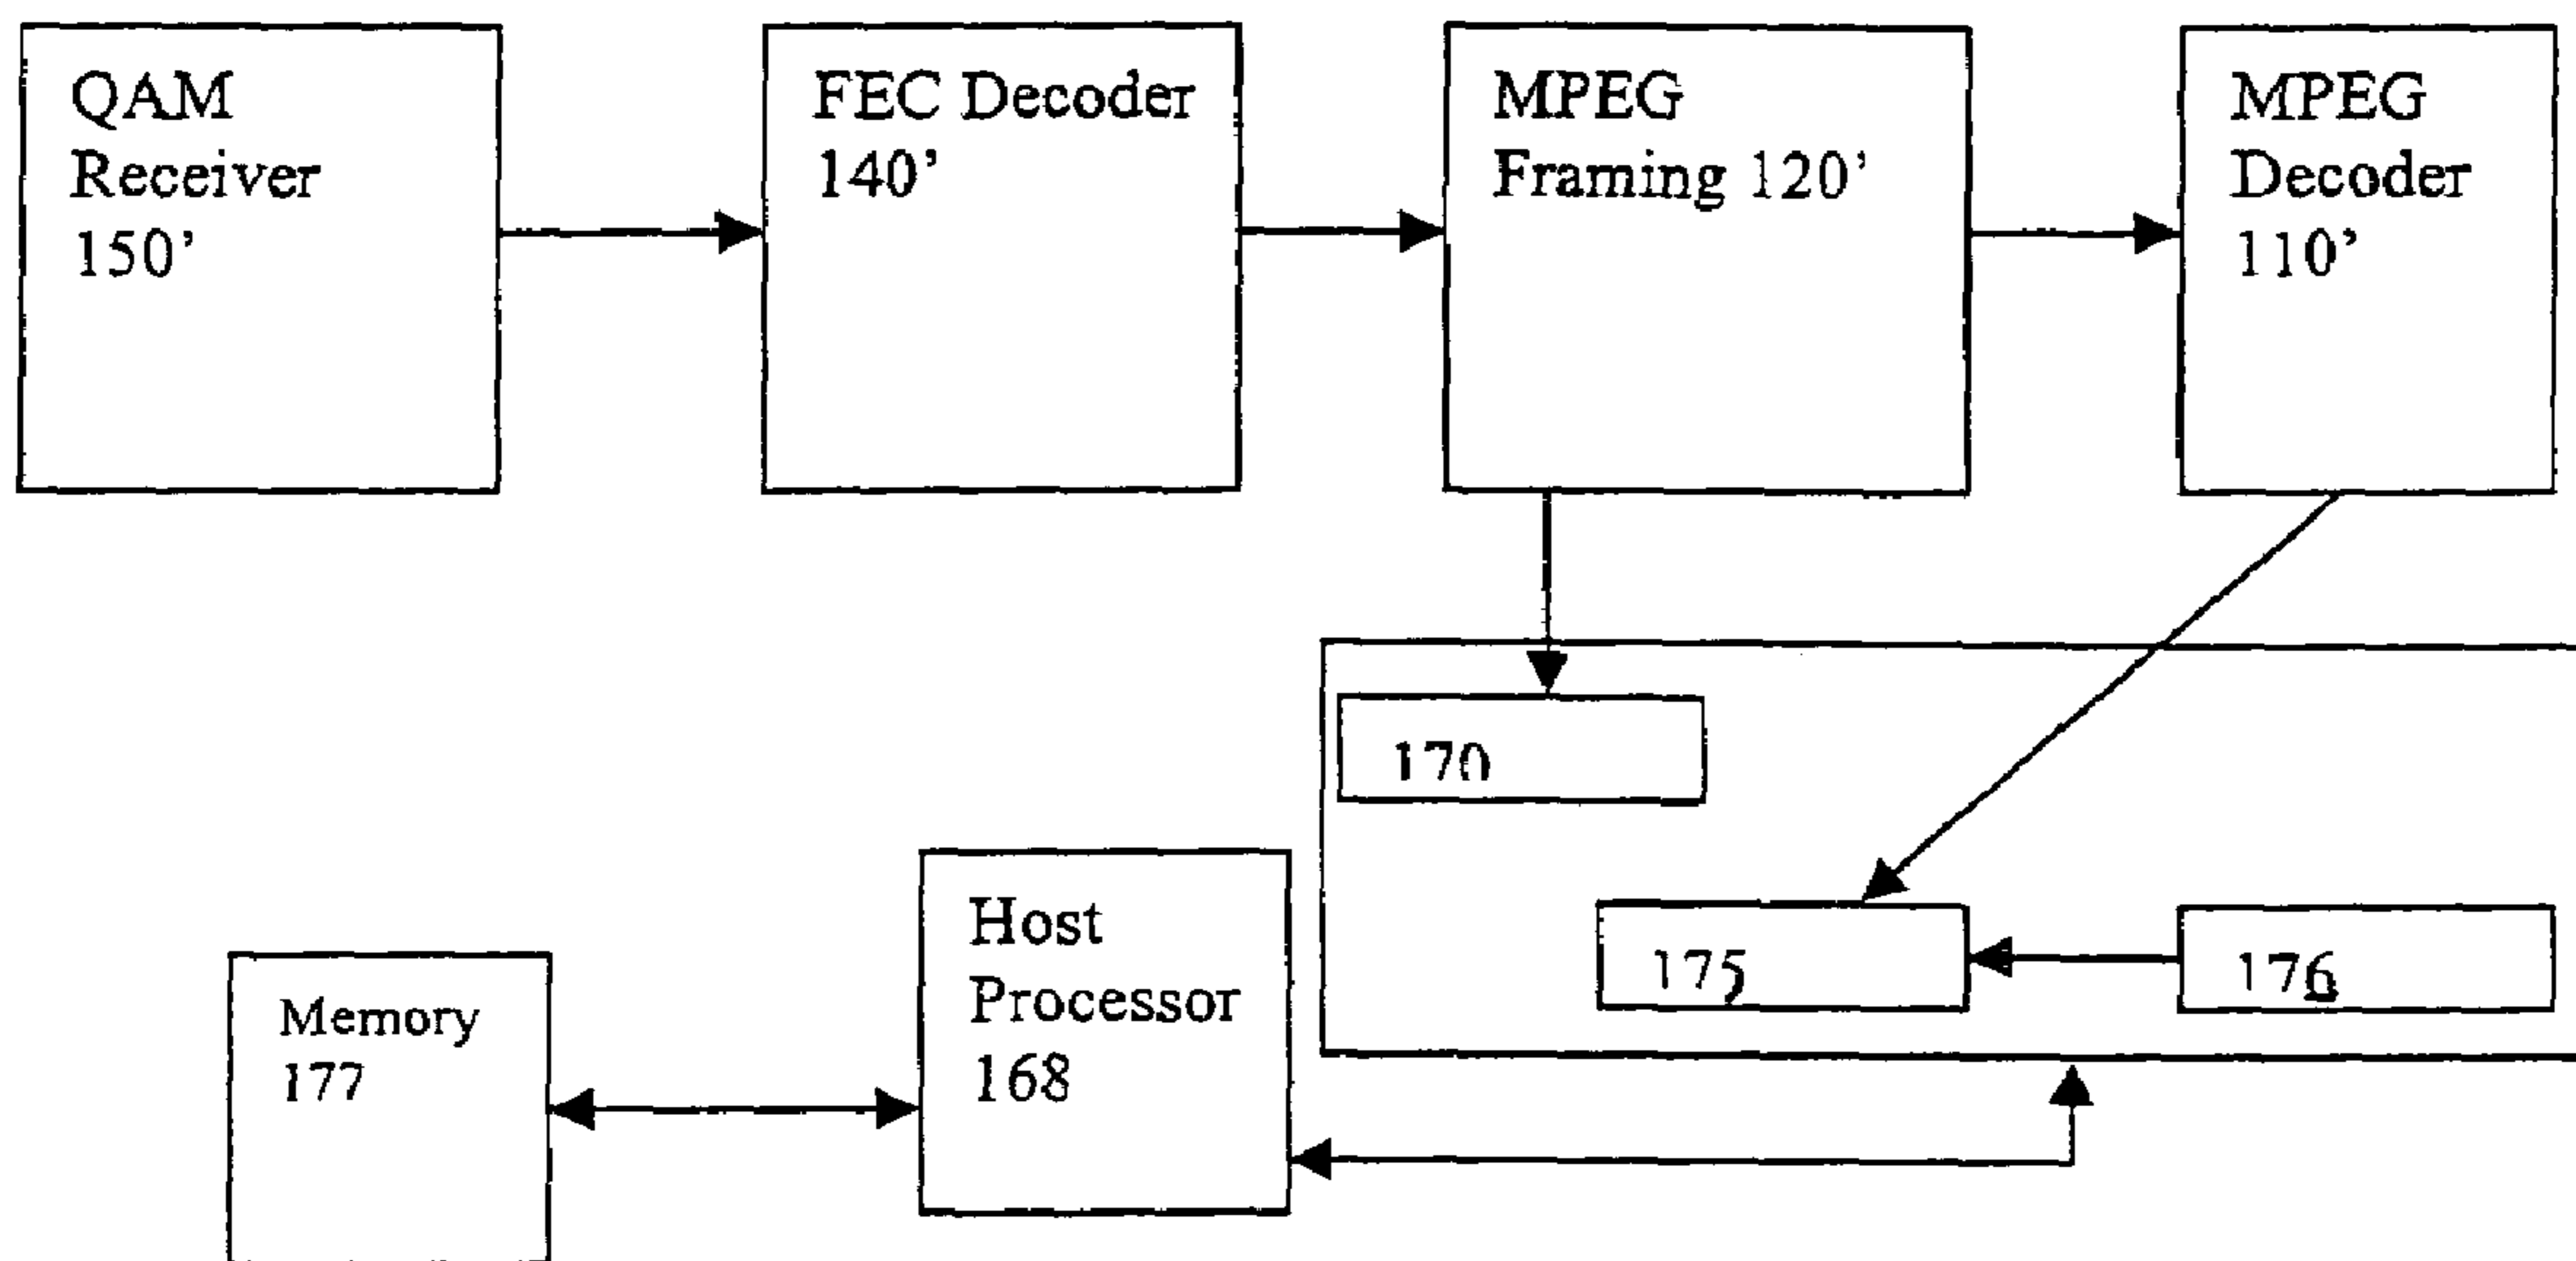 QAM
Receiver
150’
FEC Decoder
140’
MPEG
Framing 120’
MPEG
Decoder
110’
170
175
176
Host
Processor
168
Memory
177